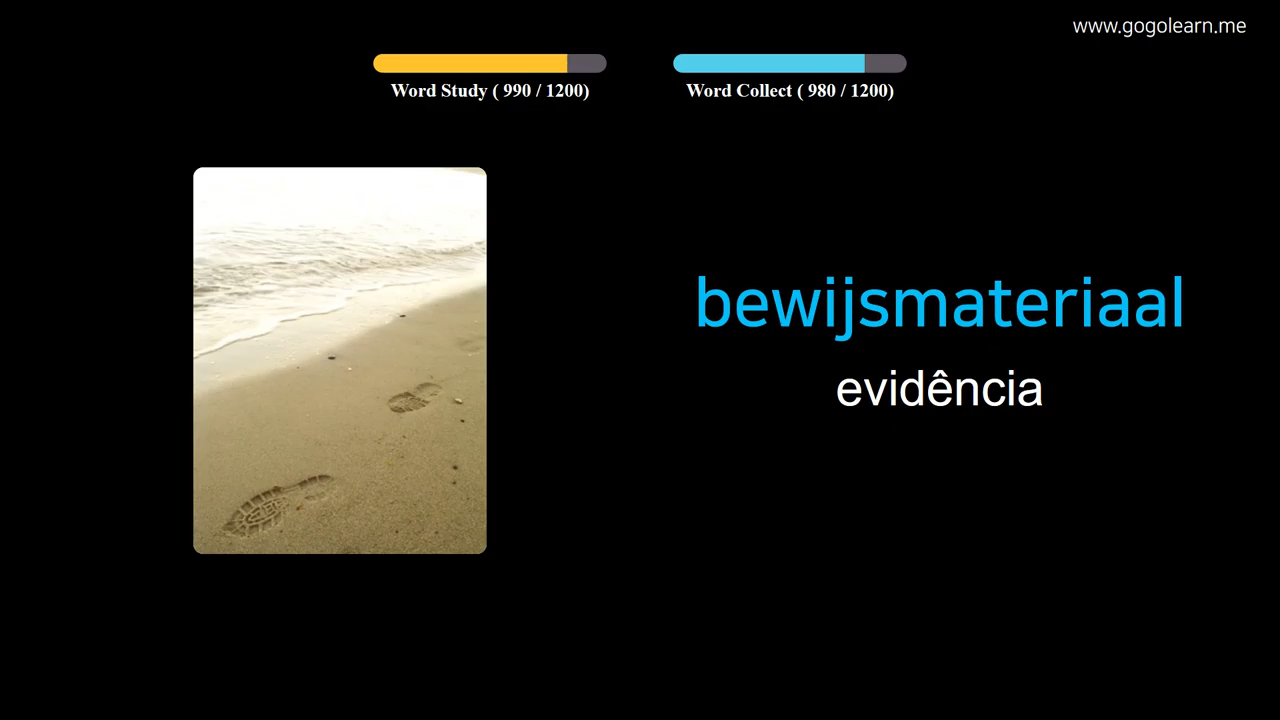 www.gogolearn.me
Word Study ( 990 / 1200)
Word Collect ( 980 / 1200)
bewijsmateriaal
evidência